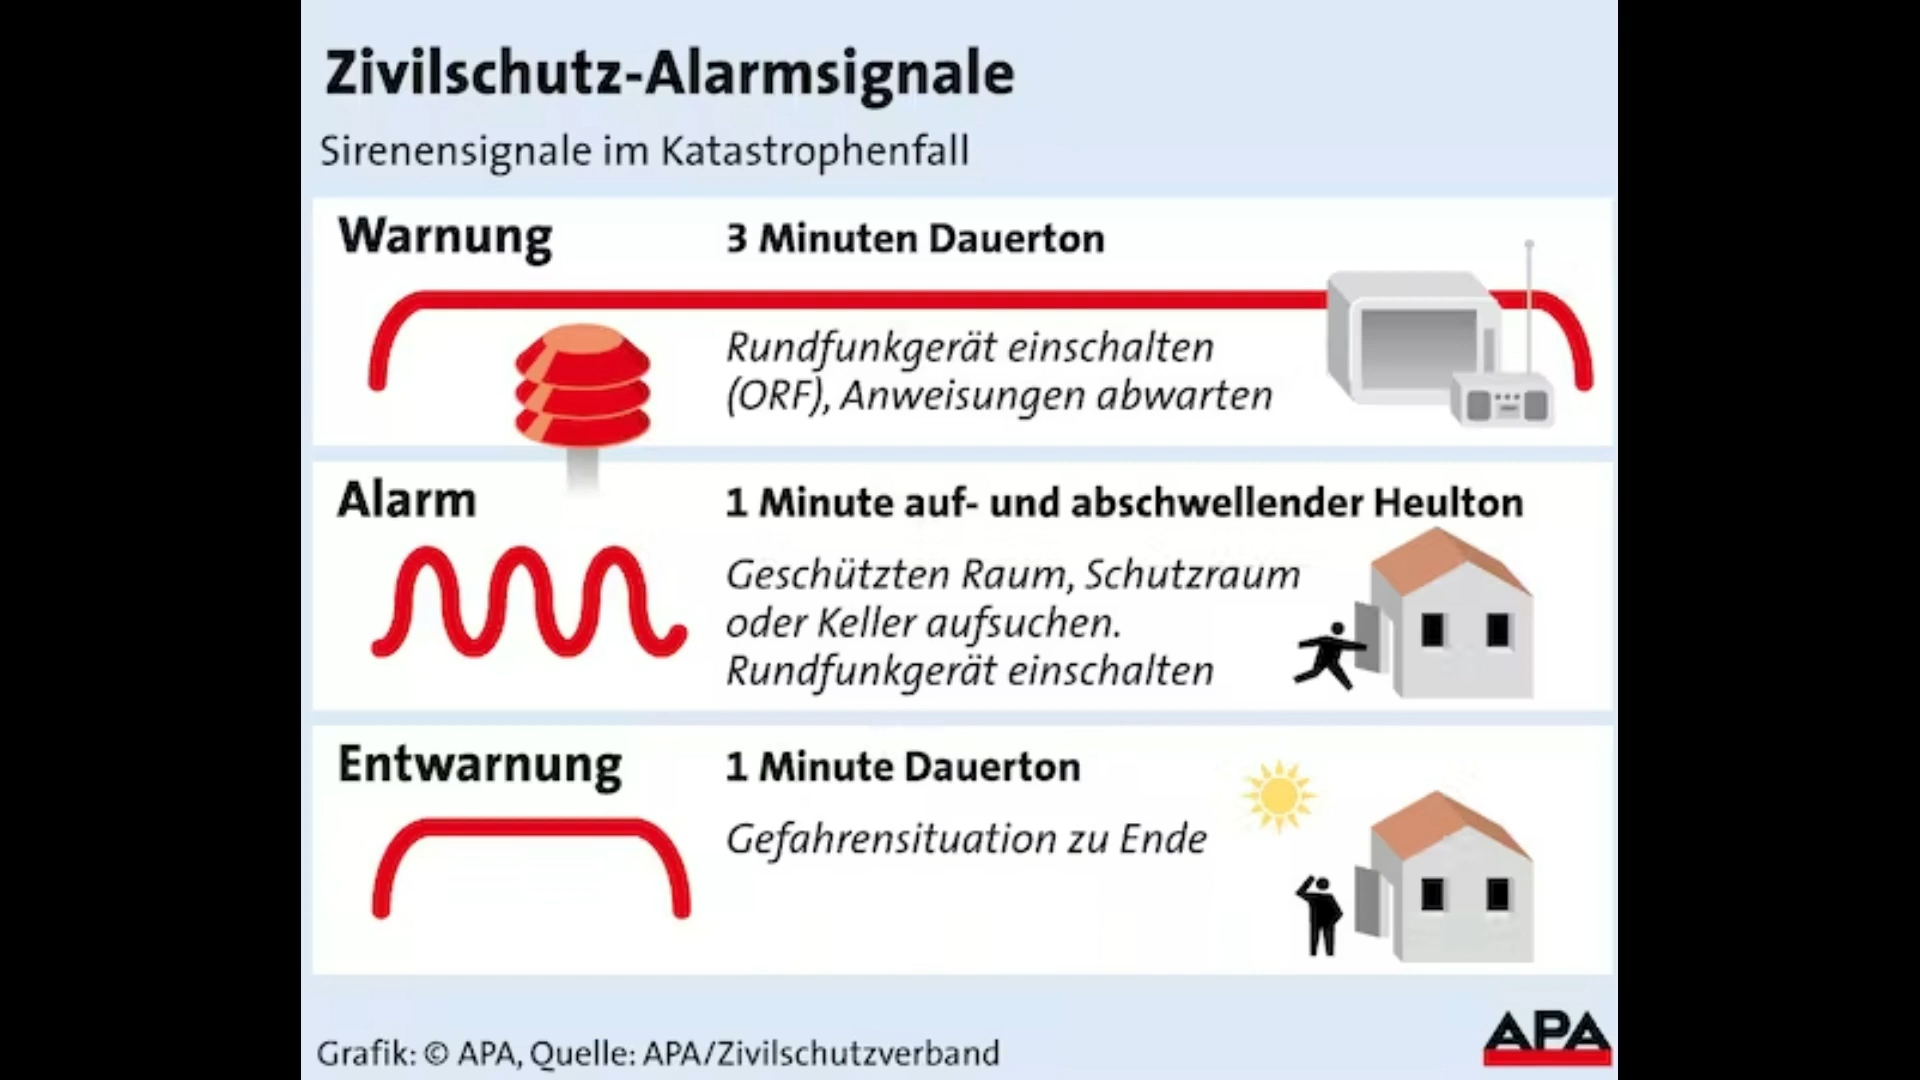 Zivilschutz-Alarmsignale
Sirenensignale im Katastrophenfall
Warnung
3 Minuten Dauerton
Rundfunkgerät einschalten
(ORF), Anweisungen abwarten
Alarm
1 Minute auf- und abschwellender Heulton
Geschützten Raum, Schutzraum
oder Keller aufsuchen.
Rundfunkgerät einschalten
Entwarnung
1 Minute Dauerton
Gefahrensituation zu Ende
Grafik: © APA, Quelle: APA/Zivilschutzverband
APA